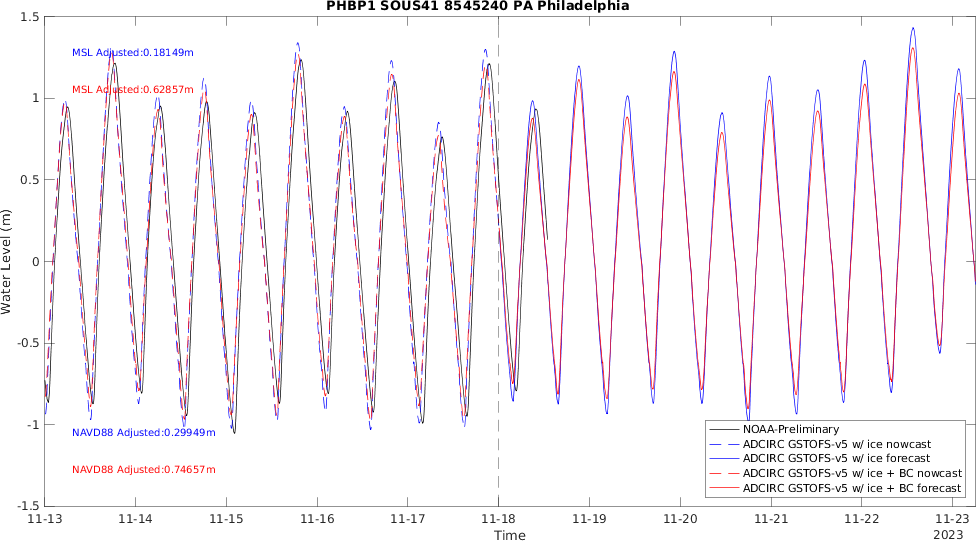 PHBP1 SOUS41 8545240 PA Philadelphia
1.5
1
0.5
0
-0.5
-1
-1.5
Water Level (m)
MSL Adjusted:0.18149m
MSL Adjusted:0.62857m
NAVD88 Adjusted:0.29949m
NAVD88 Adjusted:0.74657m
NOAA-Preliminary
ADCIRC GSTOFS-v5 w/ ice nowcast
ADCIRC GSTOFS-v5 w/ ice forecast
ADCIRC GSTOFS-v5 w/ ice + BC nowcast
ADCIRC GSTOFS-v5 w/ ice + BC forecast
11-13 11-14 11-15 11-16 11-17 11-18 11-19 11-20 11-21 11-22 11-23
Time
2023